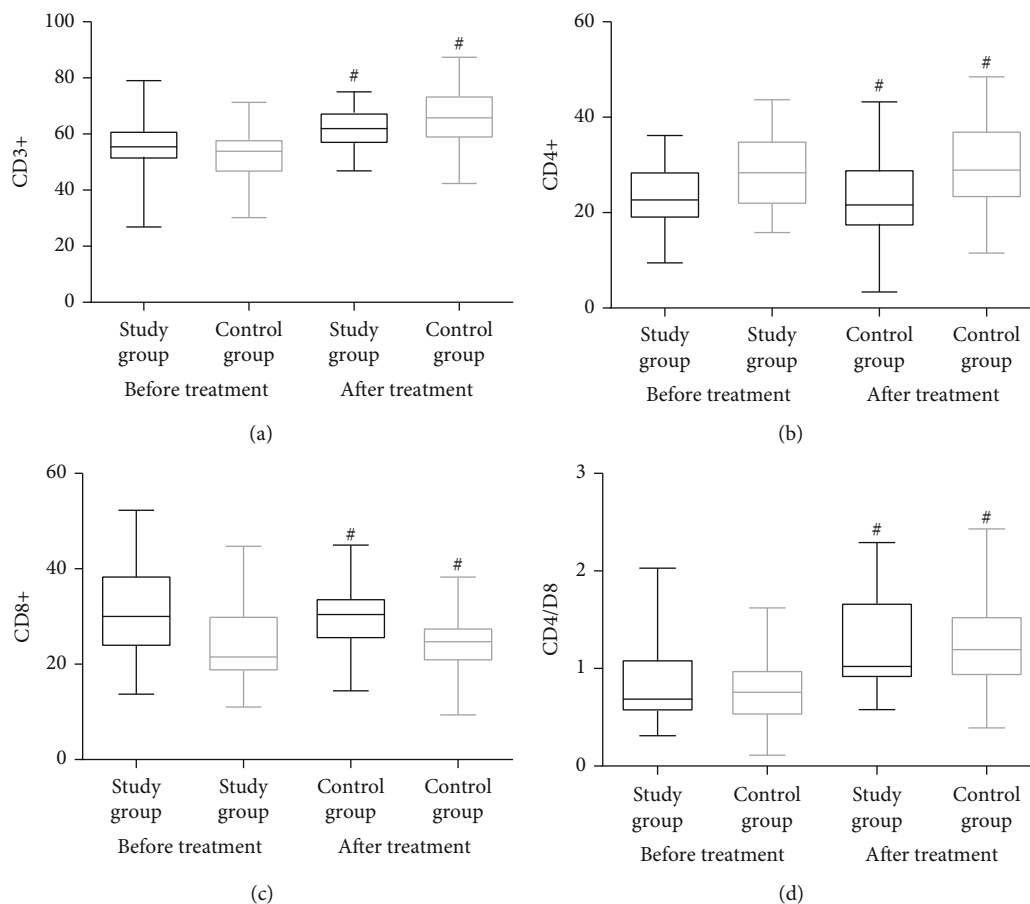 100
80
60
40
20
0
CD3+
#
#
Study group
Control group
Study group
Control group
Before treatment
After treatment
(a)
60
40
20
0
CD4+
#
#
Study group
Study group
Control group
Control group
Before treatment
After treatment
(b)
60
40
20
0
CD8+
#
#
Study group
Study group
Control group
Control group
Before treatment
After treatment
(c)
3
2
1
0
CD4/D8
#
#
Study group
Control group
Study group
Control group
Before treatment
After treatment
(d)